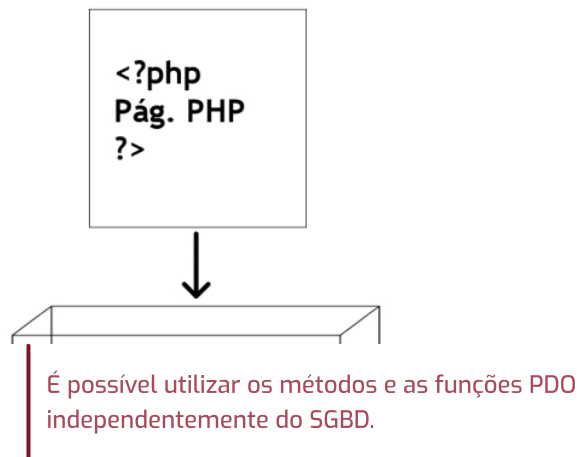 <?php
Pág. PHP
?>
É possível utilizar os métodos e as funções PDO
independentemente do SGBD.